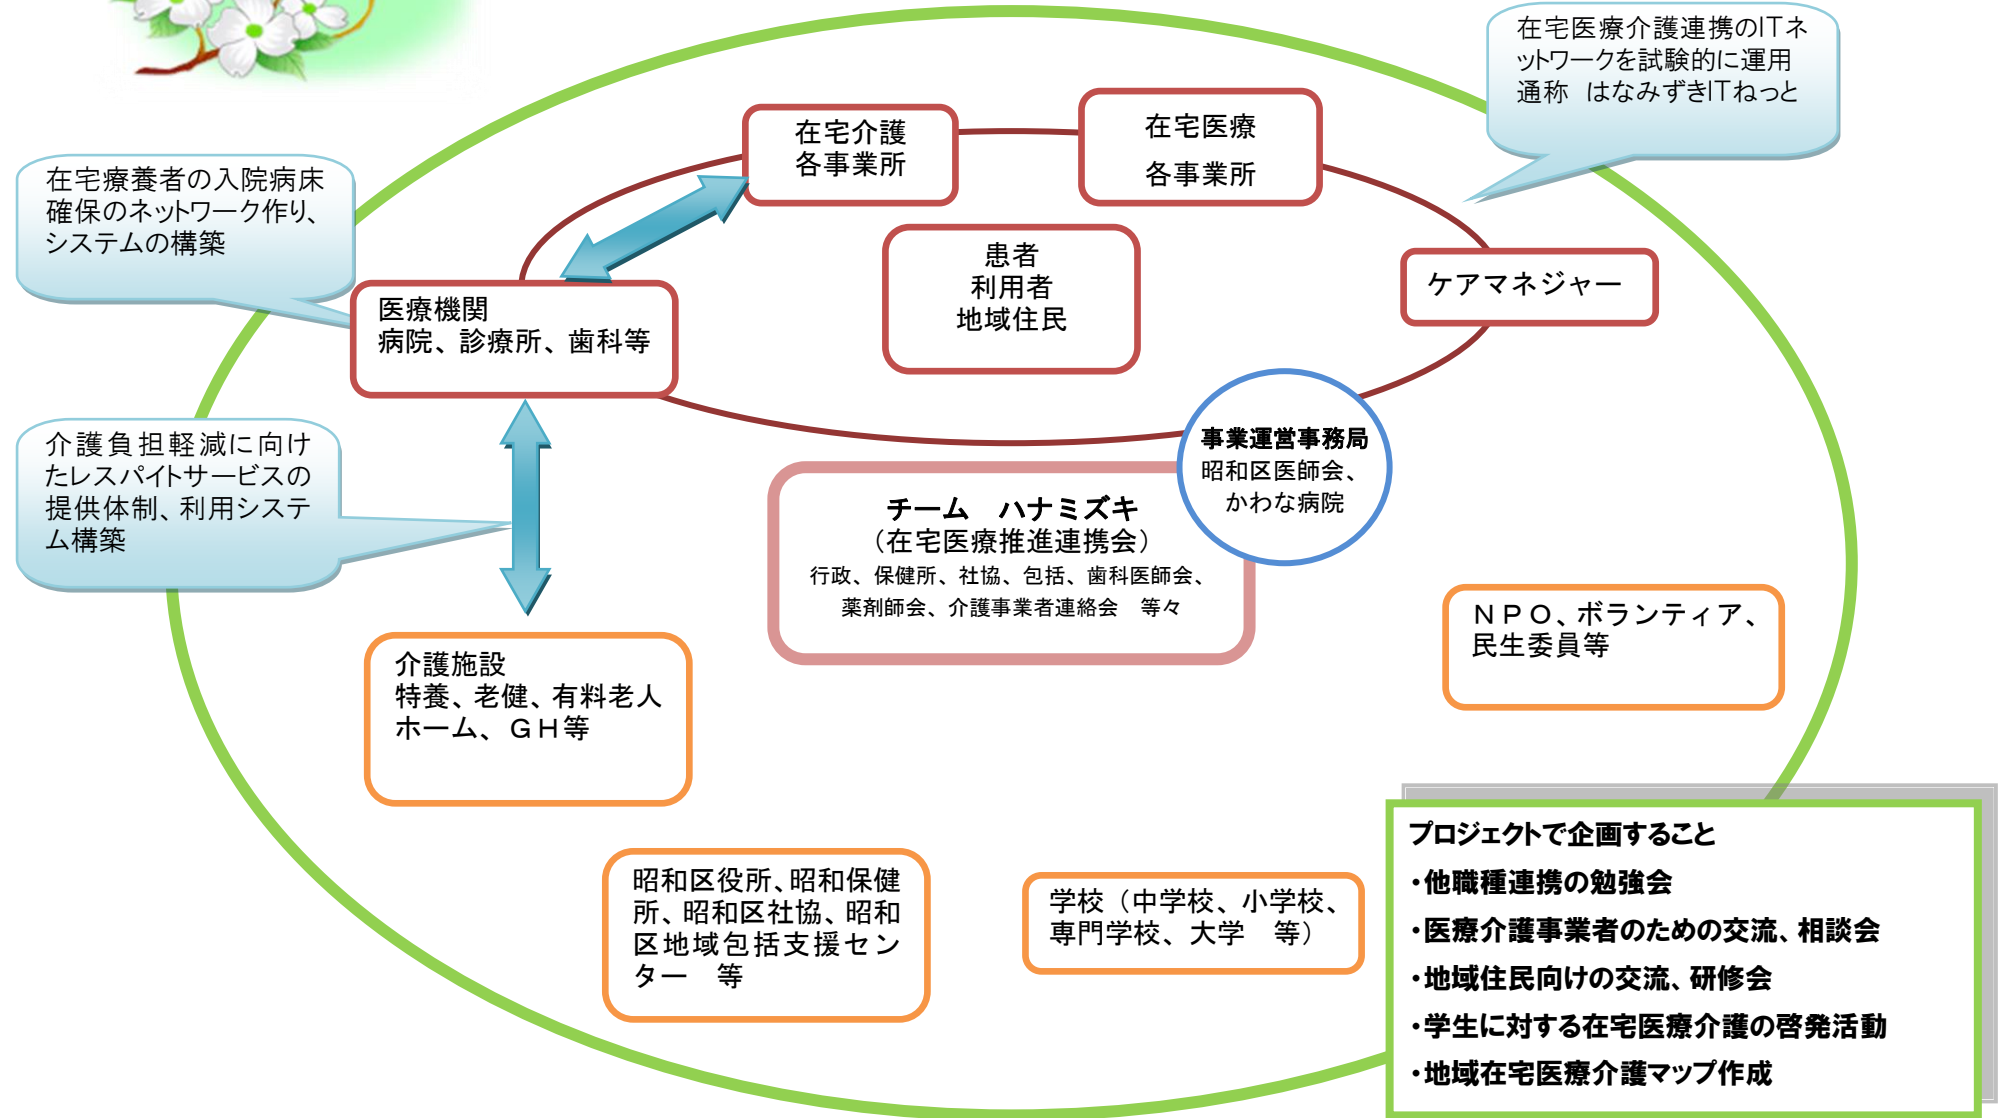 在宅医療介護連携のITネ
ットワークを試験的に運用
通称　はなみずきITねっと
在宅介護
各事業所
在宅医療
各事業所
在宅療養者の入院病床
確保のネットワーク作り、
システムの構築
患者
利用者
地域住民
ケアマネジャー
医療機関
病院、診療所、歯科等
介護負担軽減に向け
たレスパイトサービスの
提供体制、利用システ
ム構築
事業運営事務局
昭和区医師会、
かわな病院
チーム　ハナミズキ
（在宅医療推進連携会）
行政、保健所、社協、包括、歯科医師会、
薬剤師会、介護事業者連絡会　等々
ＮＰＯ、ボランティア、
民生委員等
介護施設
特養、老健、有料老人
ホーム、ＧＨ等
昭和区役所、昭和保健
所、昭和区社協、昭和
区地域包括支援セン
ター　等
学校（中学校、小学校、
専門学校、大学　等）
プロジェクトで企画すること
・他職種連携の勉強会
・医療介護事業者のための交流、相談会
・地域住民向けの交流、研修会
・学生に対する在宅医療介護の啓発活動
・地域在宅医療介護マップ作成